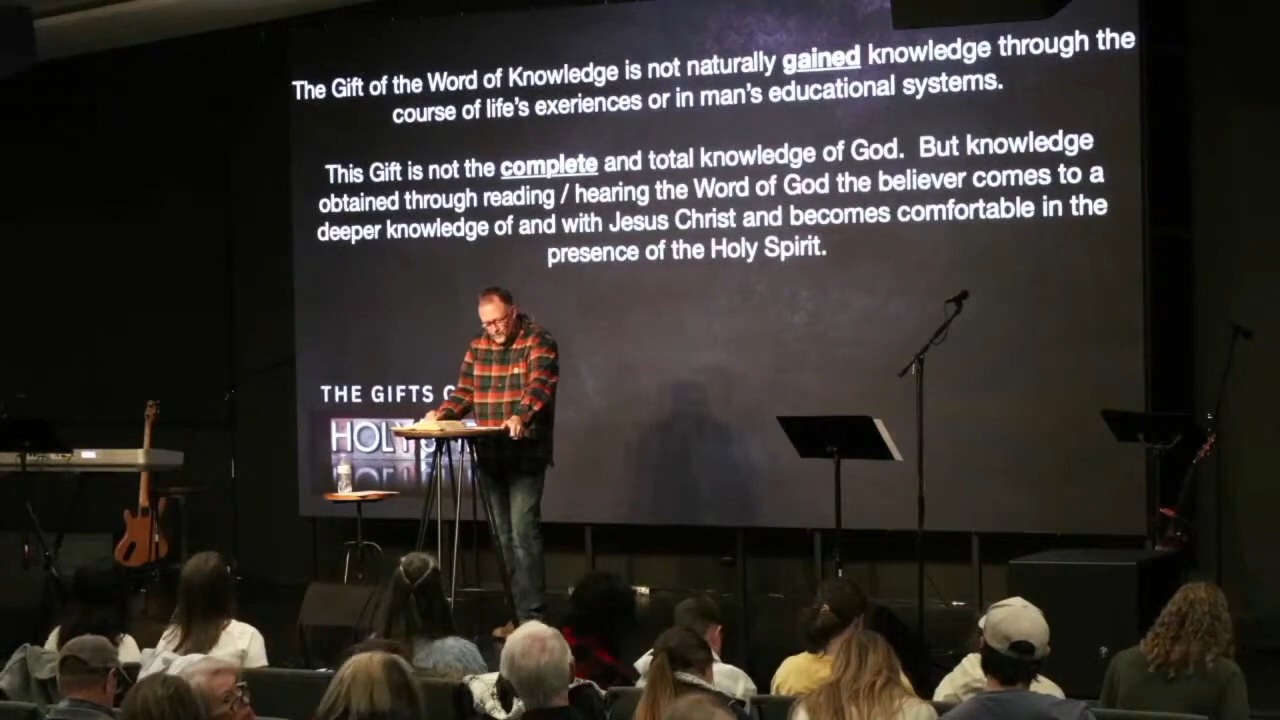 The Gift of the Word of Knowledge is not naturally gained knowledge through the
course of life's exeriences or in man's educational systems.
This Gift is not the complete and total knowledge of God. But knowledge
obtained through reading / hearing the Word of God the believer comes to a
deeper knowledge of and with Jesus Christ and becomes comfortable in the
presence of the Holy Spirit.
THE GIFTS
HOLY